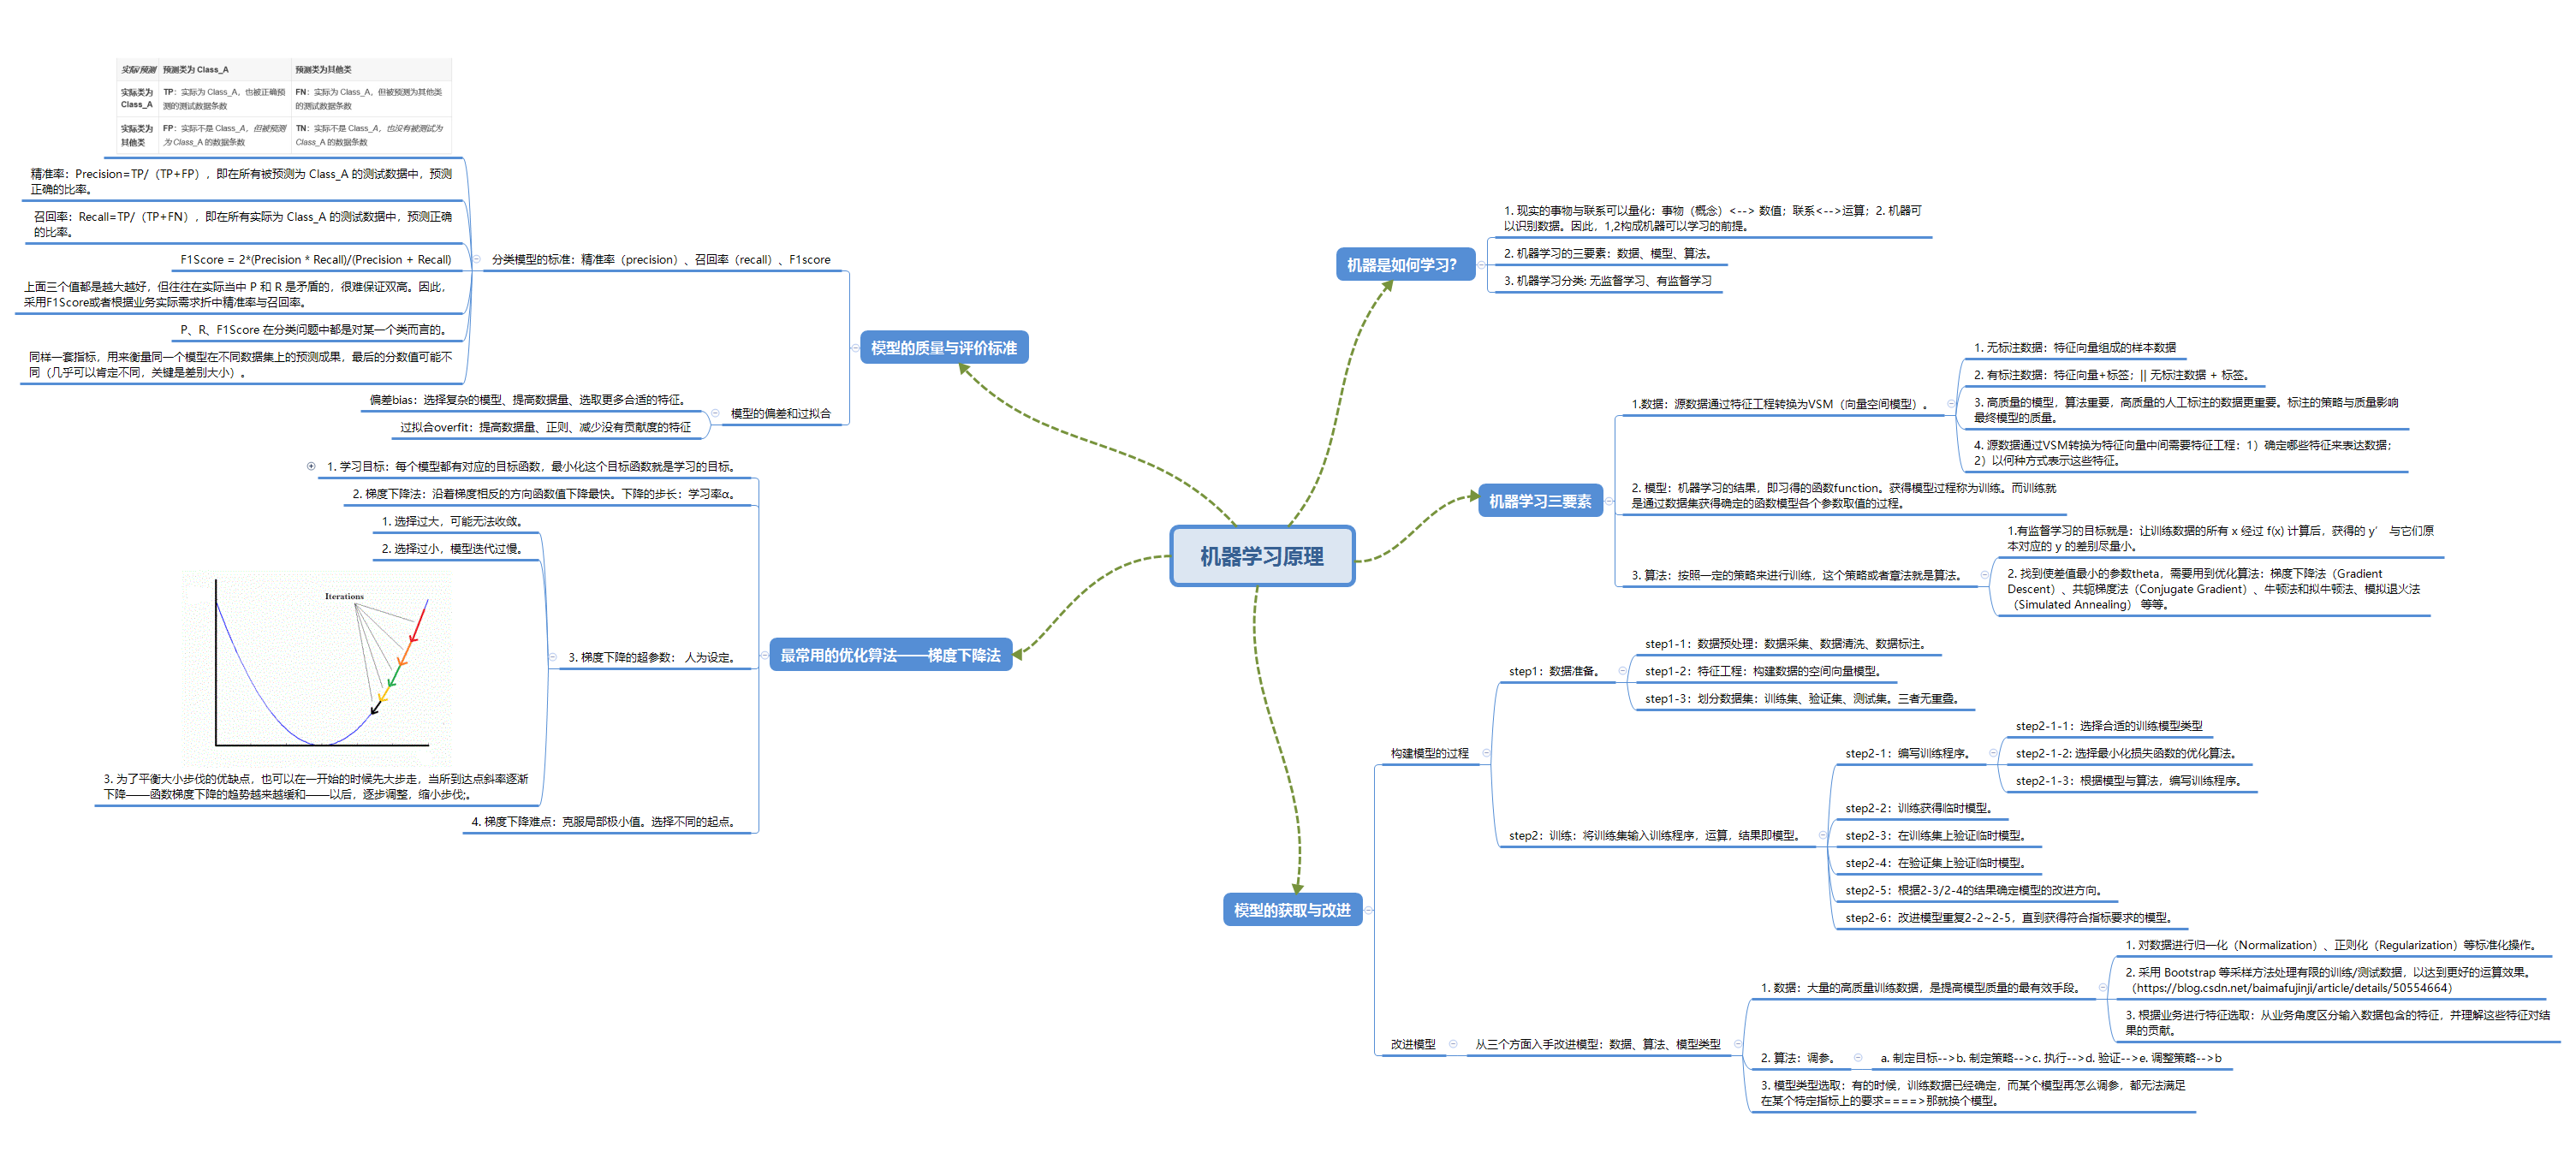 机器学习原理
机器是如何学习？
1. 现实的事物与联系可以量化：事物（概念）<--> 数值；联系<-->运算；2. 机器可
以识别数据。因此，1,2构成机器可以学习的前提。
2. 机器学习的三要素：数据、模型、算法。
3. 机器学习分类: 无监督学习、有监督学习
机器学习三要素
1.数据：源数据通过特征工程转换为VSM（向量空间模型）。
1. 无标注数据：特征向量组成的样本数据
2. 有标注数据：特征向量+标签；|| 无标注数据 + 标签。
3. 高质量的模型，算法重要，高质量的人工标注的数据更重要。标注的策略与质量影响
最终模型的质量。
4. 源数据通过VSM转换为特征向量中间需要特征工程：1）确定哪些特征来表达数据；
2）以何种方式表示这些特征。
2. 模型：机器学习的结果，即习得的函数function。获得模型过程称为训练。而训练就
是通过数据集获得确定的函数模型各个参数取值的过程。
3. 算法：按照一定的策略来进行训练，这个策略或者章法就是算法。
1.有监督学习的目标就是：让训练数据的所有 x 经过 f(x) 计算后，获得的 y’ 与它们原
本对应的 y 的差别尽量小。
2. 找到使差值最小的参数theta，需要用到优化算法：梯度下降法（Gradient
Descent）、共轭梯度法（Conjugate Gradient）、牛顿法和拟牛顿法、模拟退火法
（Simulated Annealing） 等等。
模型的获取与改进
构建模型的过程
step1：数据准备。
step1-1：数据预处理：数据采集、数据清洗、数据标注。
step1-2：特征工程：构建数据的空间向量模型。
step1-3：划分数据集：训练集、验证集、测试集。三者无重叠。
step2：训练：将训练集输入训练程序，运算，结果即模型。
step2-1：编写训练程序。
step2-1-1：选择合适的训练模型类型
step2-1-2: 选择最小化损失函数的优化算法。
step2-1-3：根据模型与算法，编写训练程序。
step2-2：训练获得临时模型。
step2-3：在训练集上验证临时模型。
step2-4：在验证集上验证临时模型。
step2-5：根据2-3/2-4的结果确定模型的改进方向。
step2-6：改进模型重复2-2~2-5，直到获得符合指标要求的模型。
改进模型
从三个方面入手改进模型：数据、算法、模型类型
1. 数据：大量的高质量训练数据，是提高模型质量的最有效手段。
1. 对数据进行归一化（Normalization）、正则化（Regularization）等标准化操作。
2. 采用 Bootstrap 等采样方法处理有限的训练/测试数据，以达到更好的运算效果。
（https://blog.csdn.net/baimafujinji/article/details/50554664）
3. 根据业务进行特征选取：从业务角度区分输入数据包含的特征，并理解这些特征对结
果的贡献。
2. 算法：调参。
a. 制定目标-->b. 制定策略-->c. 执行-->d. 验证-->e. 调整策略-->b
3. 模型类型选取：有的时候，训练数据已经确定，而某个模型再怎么调参，都无法满足
在某个特定指标上的要求====>那就换个模型。
模型的质量与评价标准
分类模型的标准：精准率（precision）、召回率（recall）、F1score
实际\预测 预测类为 Class_A 预测类为其他类
实际类为 TP：实际为 Class_A，也被正确预 FN：实际为 Class_A，但被预测为其他类
Class_A 测的测试数据条数 的测试数据条数
实际类为 FP：实际不是 Class_A，但被预测 TN：实际不是 Class_A，也没有被测试为
其他类 为 Class_A 的数据条数 Class_A 的数据条数
精准率：Precision=TP/（TP+FP），即在所有被预测为 Class_A 的测试数据中，预测
正确的比率。
召回率：Recall=TP/（TP+FN），即在所有实际为 Class_A 的测试数据中，预测正确
的比率。
F1Score = 2*(Precision * Recall)/(Precision + Recall)
上面三个值都是越大越好，但往往在实际当中 P 和 R 是矛盾的，很难保证双高。因此，
采用F1Score或者根据业务实际需求折中精准率与召回率。
P、R、F1Score 在分类问题中都是对某一个类而言的。
同样一套指标，用来衡量同一个模型在不同数据集上的预测成果，最后的分数值可能不
同（几乎可以肯定不同，关键是差别大小）。
模型的偏差和过拟合
偏差bias：选择复杂的模型、提高数据量、选取更多合适的特征。
过拟合overfit：提高数据量、正则、减少没有贡献度的特征
最常用的优化算法——梯度下降法
1. 学习目标：每个模型都有对应的目标函数，最小化这个目标函数就是学习的目标。
2. 梯度下降法：沿着梯度相反的方向函数值下降最快。下降的步长：学习率α。
3. 梯度下降的超参数： 人为设定。
1. 选择过大，可能无法收敛。
2. 选择过小，模型迭代过慢。
Iterations
3. 为了平衡大小步伐的优缺点，也可以在一开始的时候先大步走，当所到达点斜率逐渐
下降——函数梯度下降的趋势越来越缓和——以后，逐步调整，缩小步伐;。
4. 梯度下降难点：克服局部极小值。选择不同的起点。